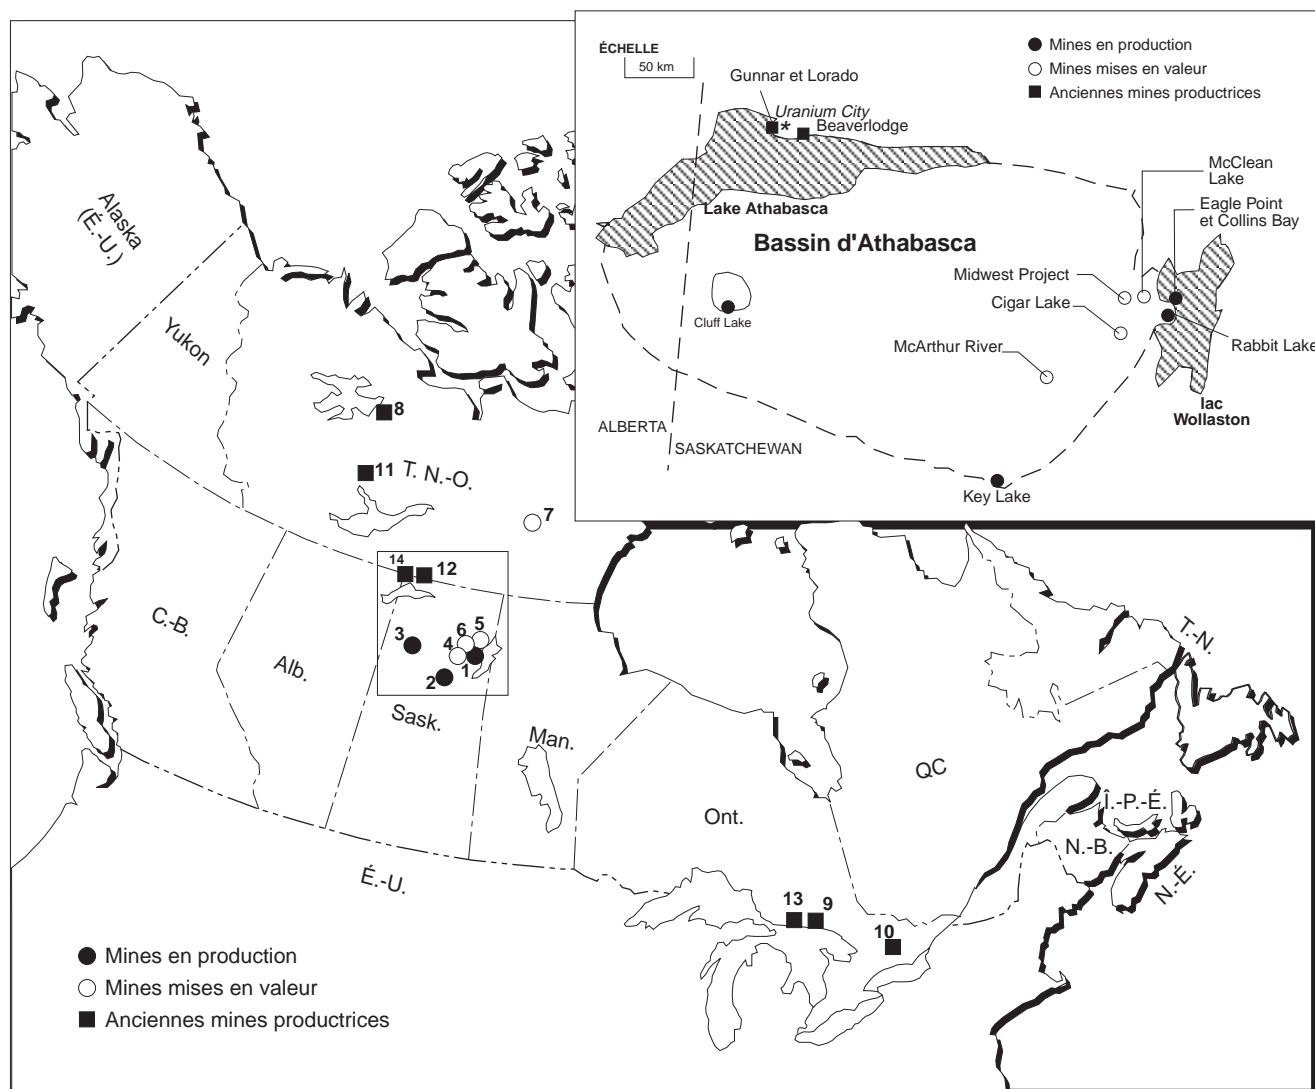 ÉCHELLE
50 km
Mines en production
Mines mises en valeur
Anciennes mines productrices
Gunnar et Lorado
Uranium City
*
Beaverlodge
Lake Athabasca
Bassin d'Athabasca
McClean
Lake
Eagle Point
et Collins Bay
Midwest Project
Cigar Lake
McArthur River
Rabbit Lake
Cluff Lake
lac
Wollaston
ALBERTA
SASKATCHEWAN
Key Lake
Alaska
(É.-U.)
Yukon
8
11
T. N.-O.
7
14
12
C.-B.
Alb.
3
6
5
4
1
2
Sask.
Man.
Ont.
QC
T.-N.
Î.-P.-É.
N.-B.
N.-É.
É.-U.
13
9
10
Mines en production
Mines mises en valeur
Anciennes mines productrices